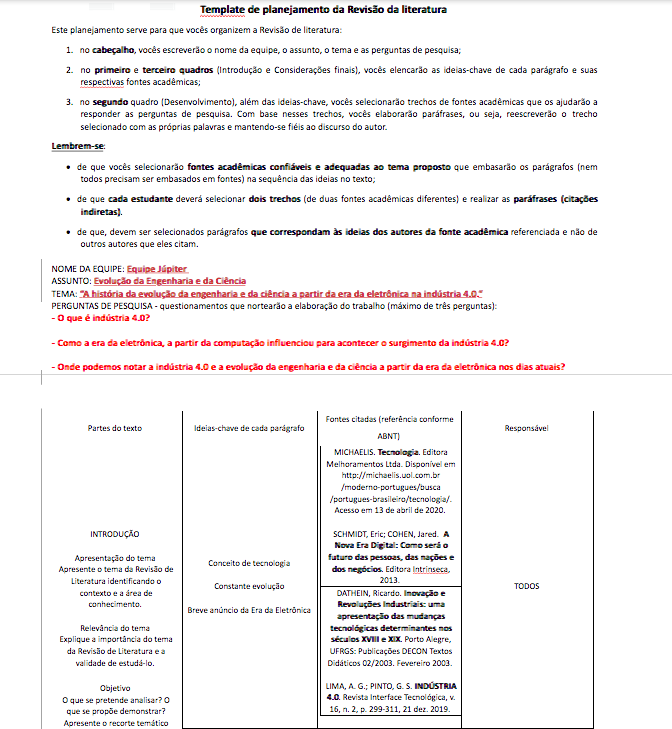 Template de planejamento da Revisão da literatura
Este planejamento serve para que vocês organizem a Revisão de literatura:
1. no cabeçalho, vocês escreverão o nome da equipe, o assunto, o tema e as perguntas de pesquisa;
2. no primeiro e terceiro quadros (Introdução e Considerações finais), vocês elencarão as ideias-chave de cada parágrafo e suas
respectivas fontes acadêmicas;
3. no segundo quadro (Desenvolvimento), além das ideias-chave, vocês selecionarão trechos de fontes acadêmicas que os ajudarão a
responder as perguntas de pesquisa. Com base nesses trechos, vocês elaborarão paráfrases, ou seja, reescreverão o trecho
selecionado com as próprias palavras e mantendo-se fiéis ao discurso do autor.
Lembrem-se:
• de que vocês selecionarão fontes acadêmicas confiáveis e adequadas ao tema proposto que embasarão os parágrafos (nem
todos precisam ser embasados em fontes) na sequência das ideias no texto;
• de que cada estudante deverá selecionar dois trechos (de duas fontes acadêmicas diferentes) e realizar as paráfrases (citações
indiretas).
• de que, devem ser selecionados parágrafos que correspondam às ideias dos autores da fonte acadêmica referenciada e não de
outros autores que eles citam.
NOME DA EQUIPE: Equipe Júpiter
ASSUNTO: Evolução da Engenharia e da Ciência
TEMA: "A história da evolução da engenharia e da ciência a partir da era da eletrônica na indústria 4.0."
PERGUNTAS DE PESQUISA - questionamentos que nortearão a elaboração do trabalho (máximo de três perguntas):
- O que é indústria 4.0?
- Como a era da eletrônica, a partir da computação influenciou para acontecer o surgimento da indústria 4.0?
- Onde podemos notar a indústria 4.0 e a evolução da engenharia e da ciência a partir da era da eletrônica nos dias atuais?
Partes do texto
Ideias-chave de cada parágrafo
Fontes citadas (referência conforme
ABNT)
Responsável
INTRODUÇÃO
Apresentação do tema
Apresente o tema da Revisão de
Literatura identificando o
contexto e a área de
conhecimento.
Relevância do tema
Explique a importância do tema
da Revisão de Literatura e a
validade de estudá-lo.
Objetivo
O que se pretende analisar? O
que se propõe demonstrar?
Apresente o recorte temático
Conceito de tecnologia
Constante evolução
Breve anúncio da Era da Eletrônica
MICHAELIS. Tecnologia. Editora
Melhoramentos Ltda. Disponível em
http://michaelis.uol.com.br
/moderno-portugues/busca
/portugues-brasileiro/tecnologia/.
Acesso em 13 de abril de 2020.
SCHMIDT, Eric; COHEN, Jared. A
Nova Era Digital: Como será o
futuro das pessoas, das nações e
dos negócios. Editora Intrínseca,
2013.
DATHEIN, Ricardo. Inovação e
Revoluções Industriais: uma
apresentação das mudanças
tecnológicas determinantes nos
séculos XVIII e XIX. Porto Alegre,
UFRGS: Publicações DECON Textos
Didáticos 02/2003. Fevereiro 2003.
LIMA, A. G.; PINTO, G. S. INDÚSTRIA
4.0. Revista Interface Tecnológica, v.
16, n. 2, p. 299-311, 21 dez. 2019.
TODOS